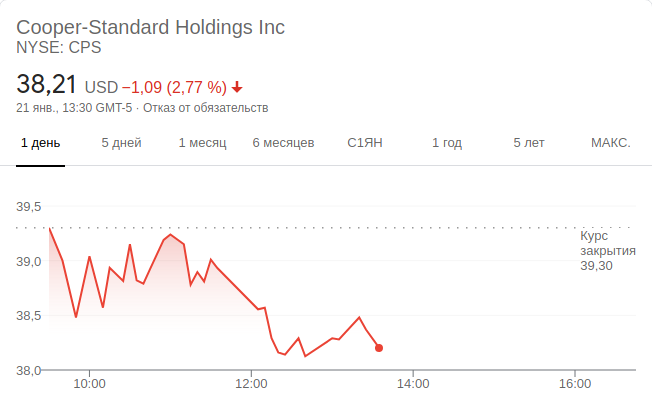 Cooper-Standard Holdings Inc
NYSE: CPS
38,21 USD −1,09 (2,77 %)
21 янв., 13:30 GMT-5 · Отказ от обязательств
1 день 5 дней 1 месяц 6 месяцев С1ЯН 1 год 5 лет МАКС.
39,5
Курс
закрытия
39,30
39,0
38,5
38,0
10:00 12:00 14:00 16:00